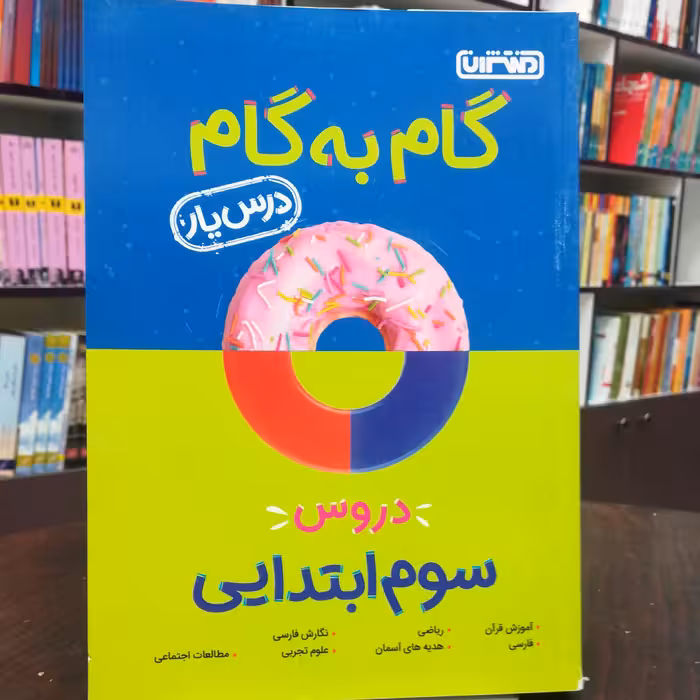 منتشران
گام به گام
درس یار
دروس
سوم ابتدایی
• آموزش قرآن
• ریاضی
• نگارش فارسی
• فارسی
• هدیه های آسمان
• علوم تجربی
• مطالعات اجتماعی